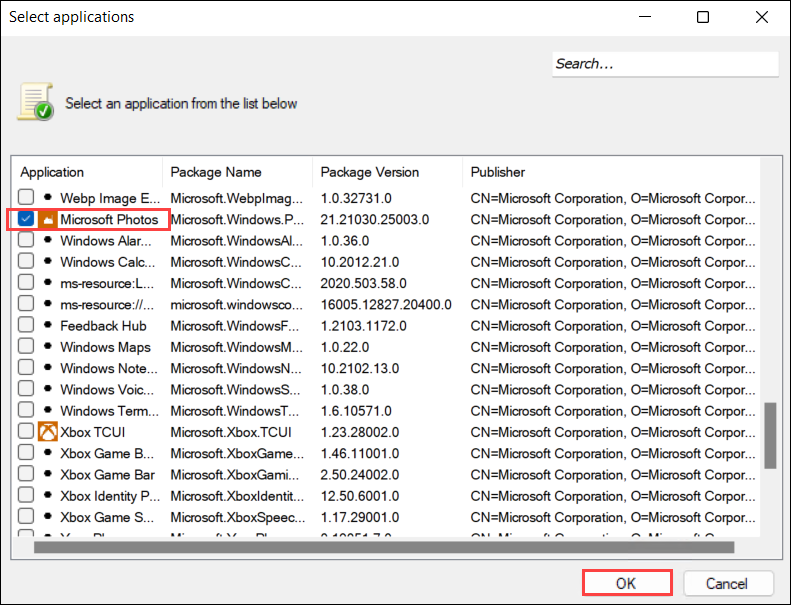 Select applications
Search...
Select an application from the list below
Application Package Name Package Version Publisher
Webp Image E... Microsoft.WebpImag... 1.0.32731.0 CN=Microsoft Corporation, O=Microsoft Corpor...
Microsoft Photos Microsoft.Windows.P... 21.21030.25003.0 CN=Microsoft Corporation, O=Microsoft Corpor...
Windows Alar... Microsoft.WindowsAl... 1.0.36.0 CN=Microsoft Corporation, O=Microsoft Corpor...
Windows Calc... Microsoft.WindowsC... 10.2012.21.0 CN=Microsoft Corporation, O=Microsoft Corpor...
ms-resource:L... Microsoft.WindowsC... 2020.503.58.0 CN=Microsoft Corporation, O=Microsoft Corpor...
ms-resource://... microsoft.windowsco... 16005.12827.20400.0 CN=Microsoft Corporation, O=Microsoft Corpor...
Feedback Hub Microsoft.WindowsF... 1.2103.1172.0 CN=Microsoft Corporation, O=Microsoft Corpor...
Windows Maps Microsoft.WindowsM... 1.0.22.0 CN=Microsoft Corporation, O=Microsoft Corpor...
Windows Note... Microsoft.WindowsN... 10.2102.13.0 CN=Microsoft Corporation, O=Microsoft Corpor...
Windows Voic... Microsoft.WindowsS... 1.0.38.0 CN=Microsoft Corporation, O=Microsoft Corpor...
Windows Term... Microsoft.WindowsT... 1.6.10571.0 CN=Microsoft Corporation, O=Microsoft Corpor...
Xbox TCUI Microsoft.Xbox.TCUI 1.23.28002.0 CN=Microsoft Corporation, O=Microsoft Corpor...
Xbox Game B... Microsoft.XboxGame... 1.46.11001.0 CN=Microsoft Corporation, O=Microsoft Corpor...
Xbox Game Bar Microsoft.XboxGami... 2.50.24002.0 CN=Microsoft Corporation, O=Microsoft Corpor...
Xbox Identity P... Microsoft.XboxIdentit... 12.50.6001.0 CN=Microsoft Corporation, O=Microsoft Corpor...
Xbox Game S... Microsoft.XboxSpeec... 1.17.29001.0 CN=Microsoft Corporation, O=Microsoft Corpor...
OK Cancel